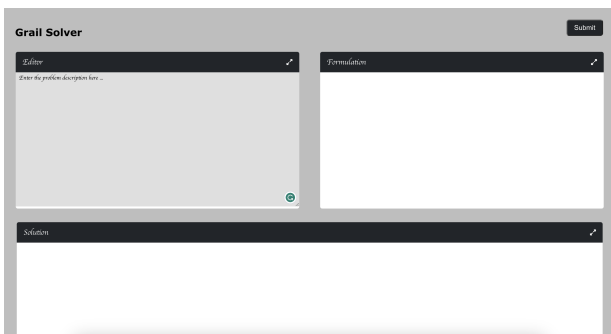 Grail Solver
Submit
Editor
Formulation
Enter the problem description here ...
Solution